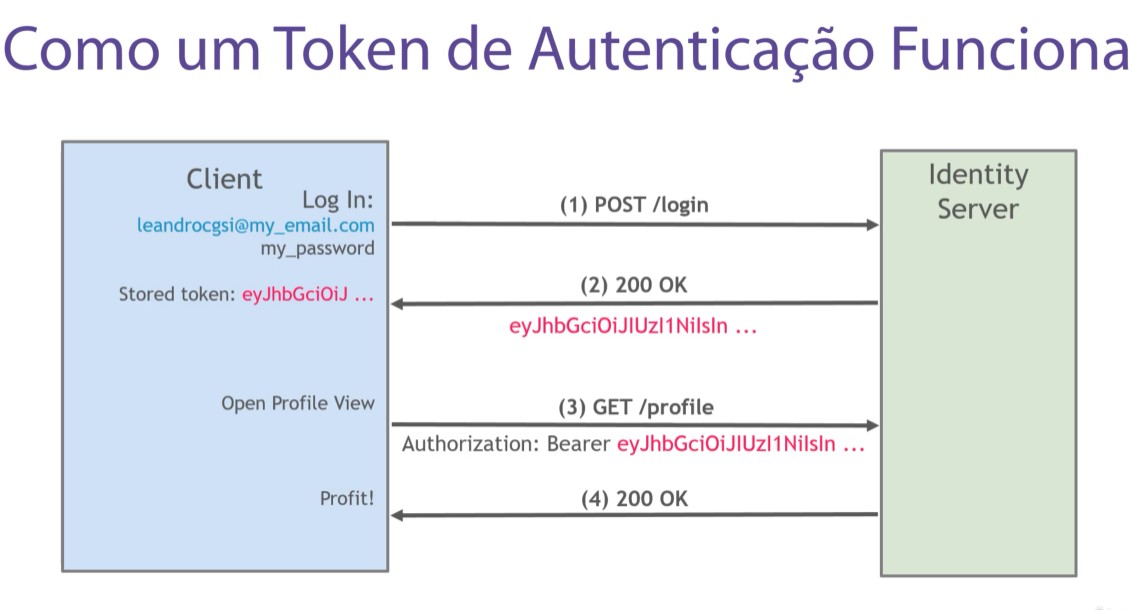 Como um Token de Autenticação Funciona
Client
Log In:
leandrocgsi@my_email.com
my_password
Stored token: eyJhbGciOiJ ...
Open Profile View
Profit!
(1) POST /login
(2) 200 OK
eyJhbGciOiJIUzI1NiIsIn ...
(3) GET /profile
Authorization: Bearer eyJhbGciOiJIUzI1NiIsIn ...
(4) 200 OK
Identity
Server